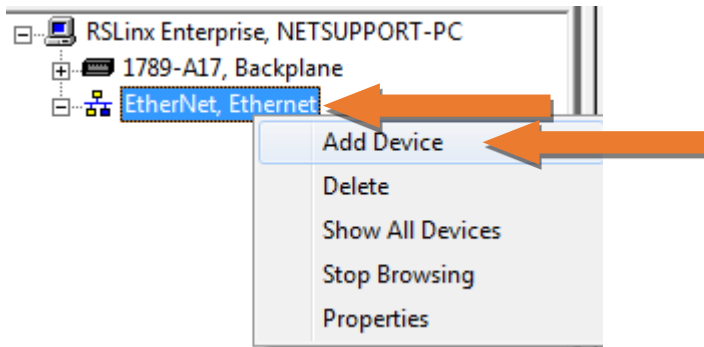 RSLinx Enterprise, NETSUPPORT-PC
1789-A17, Backplane
EtherNet, Ethernet
Add Device
Delete
Show All Devices
Stop Browsing
Properties